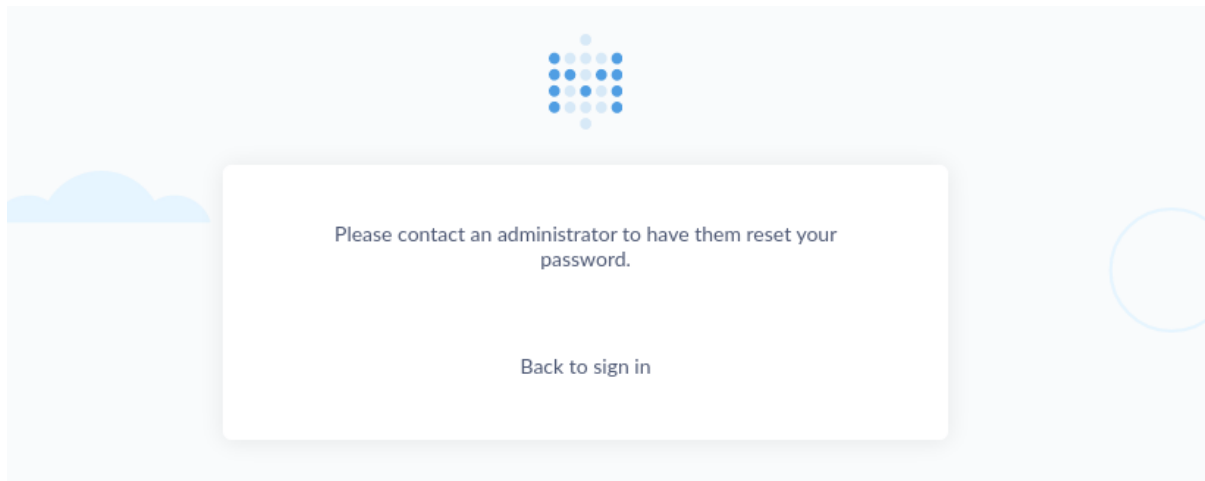 Please contact an administrator to have them reset your
password.
Back to sign in